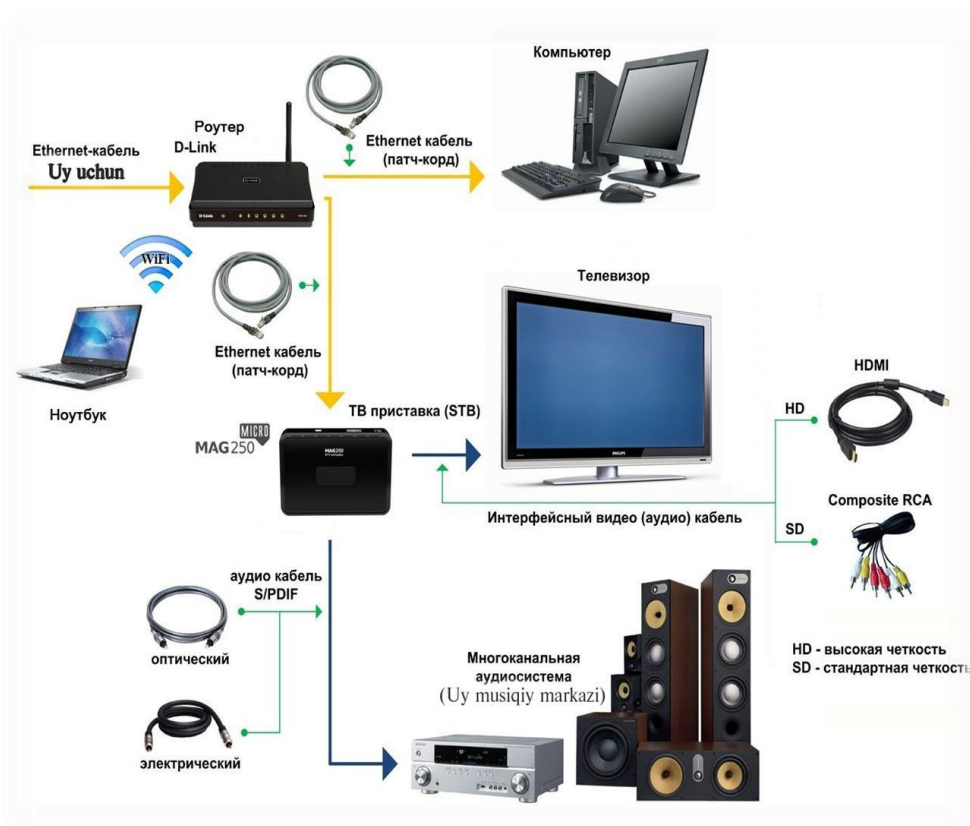 Компьютер
Роутер
D-Link
Ethernet-кабель
Uy uchun
Ethernet кабель
(патч-корд)
D-Link
WiFi
Телевизор
Ethernet кабель
(патч-корд)
HDMI
Ноутбук
ТВ приставка (STB)
HD
MICRO
MAG250
MAG250
PHILIPS
Composite RCA
Интерфейсный видео (аудио) кабель
SD
аудио кабель
S/PDIF
HD - высокая четкость
SD - стандартная четкость
оптический
Многоканальная
аудиосистема
(Uy musiqiy markazi)
электрический